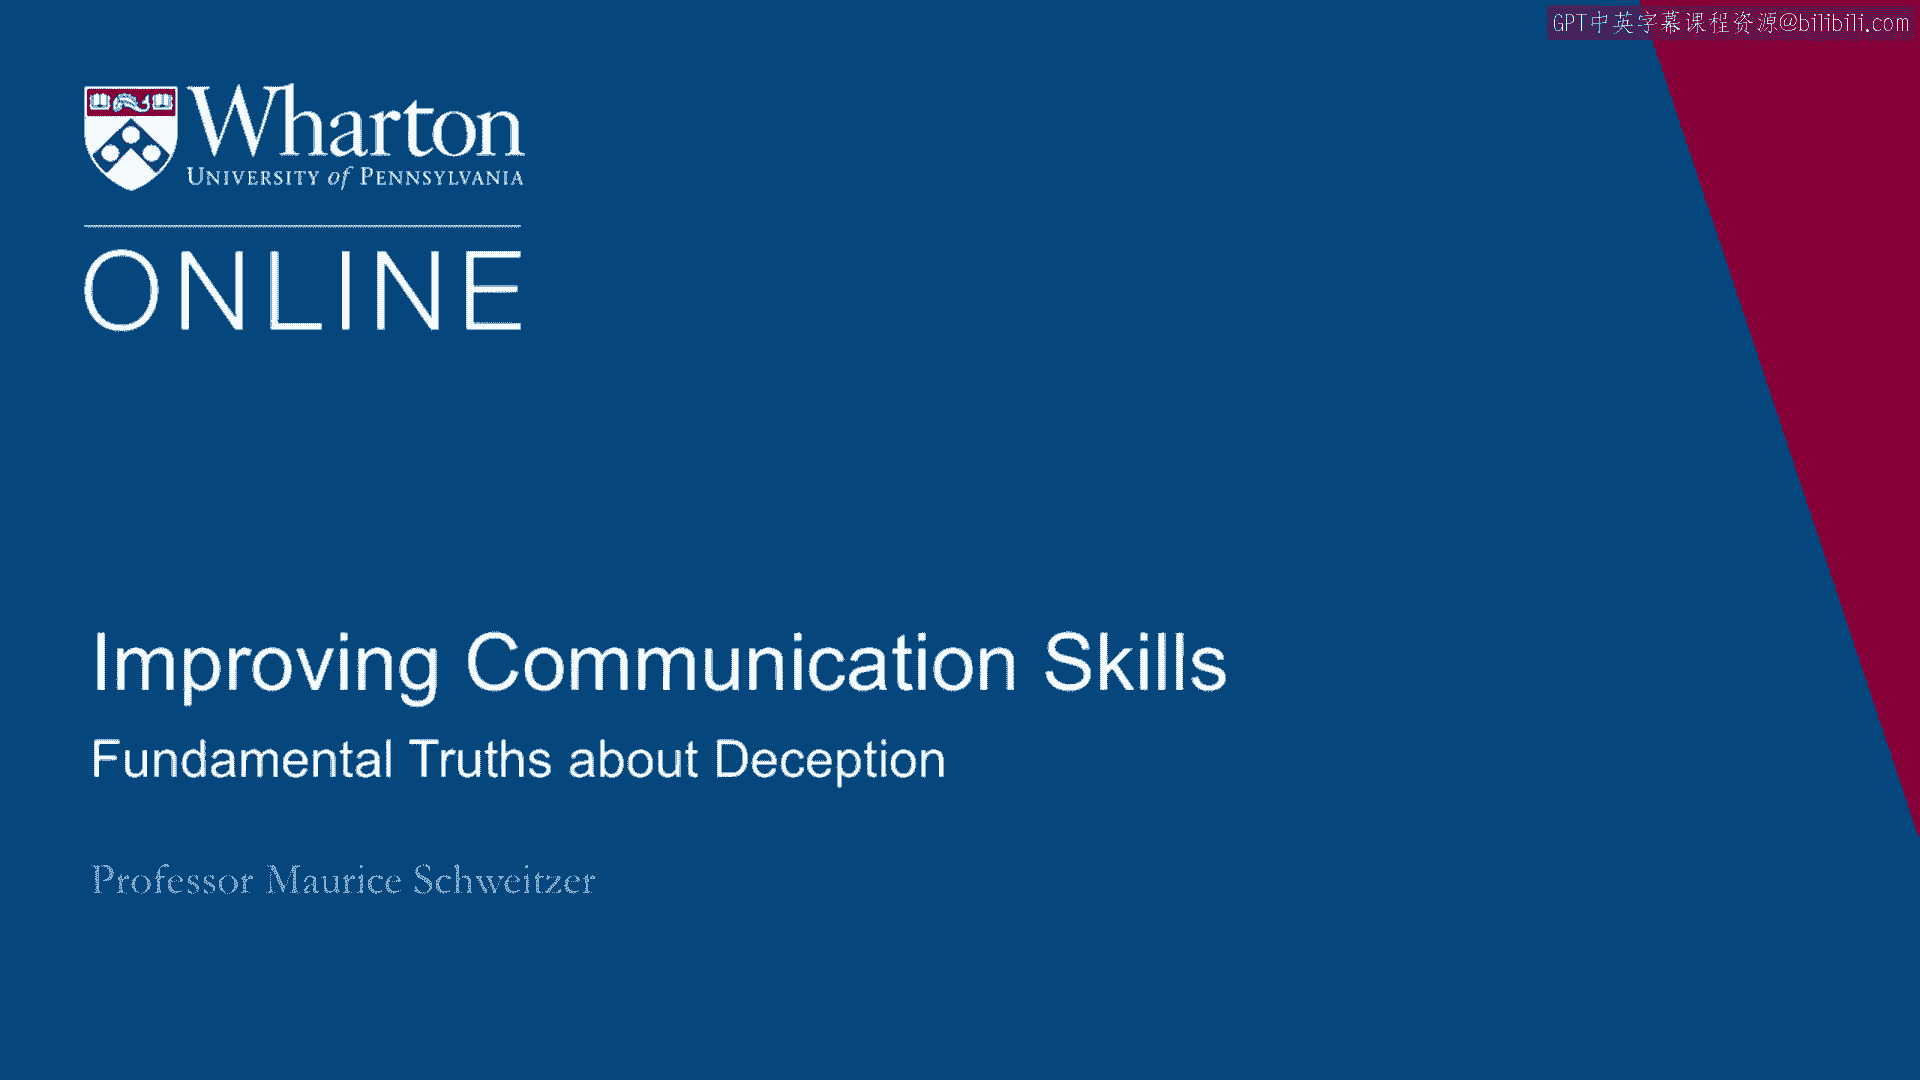 GPT中英字幕课程资源@bilibili.com
Wharton
UNIVERSITY of PENNSYLVANIA
ONLINE
Improving Communication Skills
Fundamental Truths about Deception
Professor Maurice Schweitzer